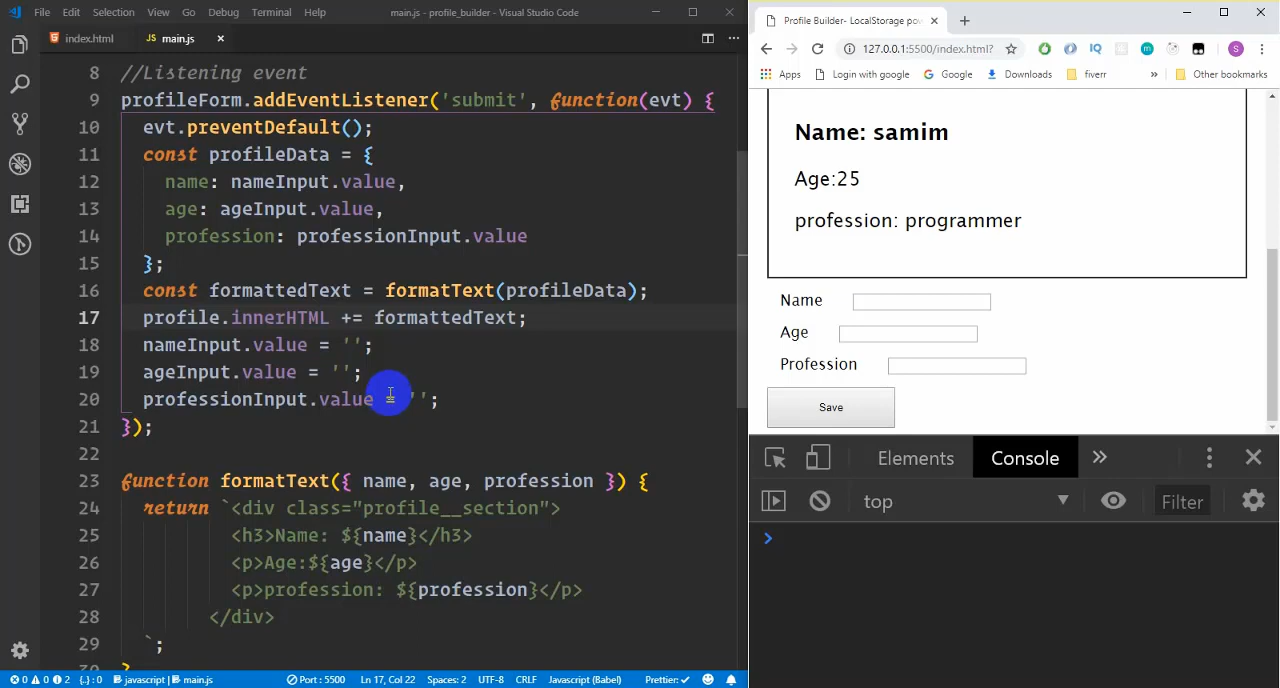 File Edit Selection View Go Debug Terminal Help
main.js - profile_builder - Visual Studio Code
index.html
JS main.js ×
8 //Listening event
9 profileForm.addEventListener('submit', function(evt) {
10 evt.preventDefault();
11 const profileData = {
12 name: nameInput.value,
13 age: ageInput.value,
14 profession: professionInput.value
15 };
16 const formattedText = formatText(profileData);
17 profile.innerHTML += formattedText;
18 nameInput.value = '';
19 ageInput.value = '';
20 professionInput.value = '';
21 });
22
23 function formatText({ name, age, profession }) {
24 return `<div class="profile__section">
25 <h3>Name: ${name}</h3>
26 <p>Age:${age}</p>
27 <p>profession: ${profession}</p>
28 </div>
29 `;
30 }
0 0 2 {..} : 0 javascript | main.js Port : 5500 Ln 17, Col 22 Spaces: 2 UTF-8 CRLF Javascript (Babel) Prettier: ✓
Profile Builder- LocalStorage pow
127.0.0.1:5500/index.html?
IQ
m
S
Apps Login with google G Google Downloads fiverr » Other bookmarks
Name: samim
Age:25
profession: programmer
Name
Age
Profession
Save
Elements Console »
top Filter